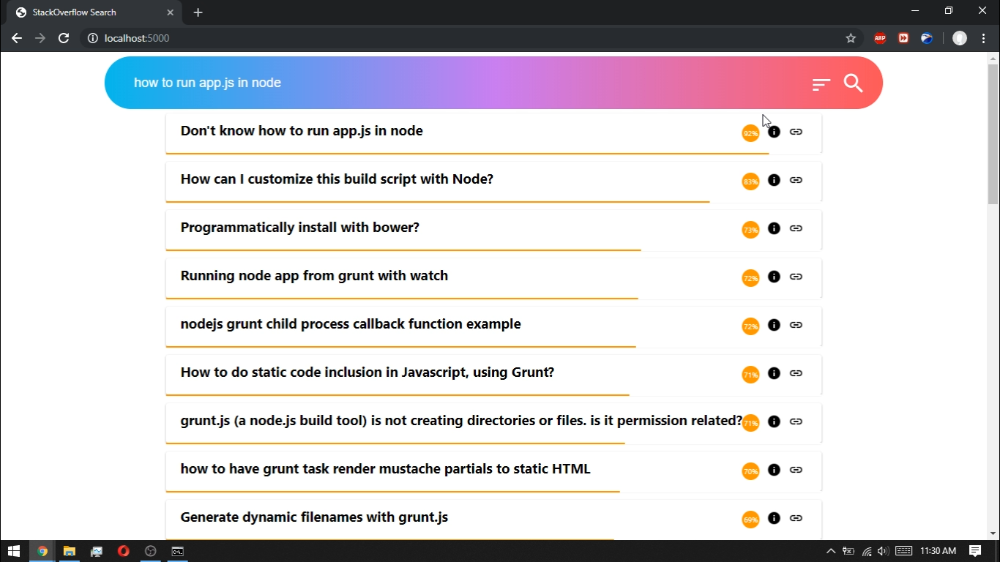 StackOverflow Search
localhost:5000
ABP
how to run app.js in node
Don't know how to run app.js in node
92%
How can I customize this build script with Node?
83%
Programmatically install with bower?
73%
Running node app from grunt with watch
72%
nodejs grunt child process callback function example
72%
How to do static code inclusion in Javascript, using Grunt?
71%
grunt.js (a node.js build tool) is not creating directories or files. is it permission related?
71%
how to have grunt task render mustache partials to static HTML
70%
Generate dynamic filenames with grunt.js
69%
11:30 AM